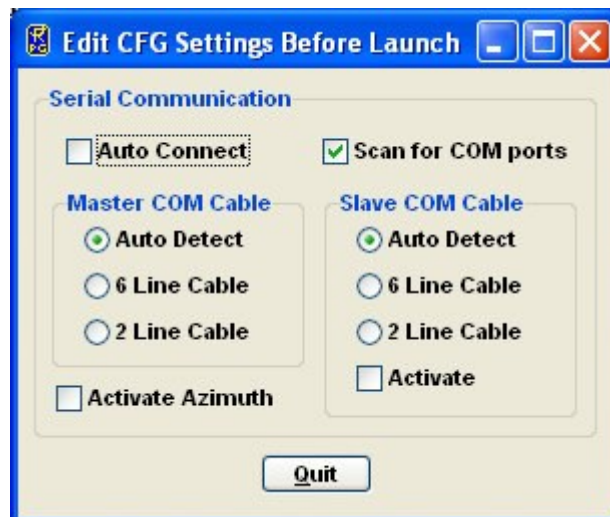 Edit CFG Settings Before Launch
Serial Communication
Auto Connect
Scan for COM ports
Master COM Cable
Auto Detect
6 Line Cable
2 Line Cable
Slave COM Cable
Auto Detect
6 Line Cable
2 Line Cable
Activate
Activate Azimuth
Quit